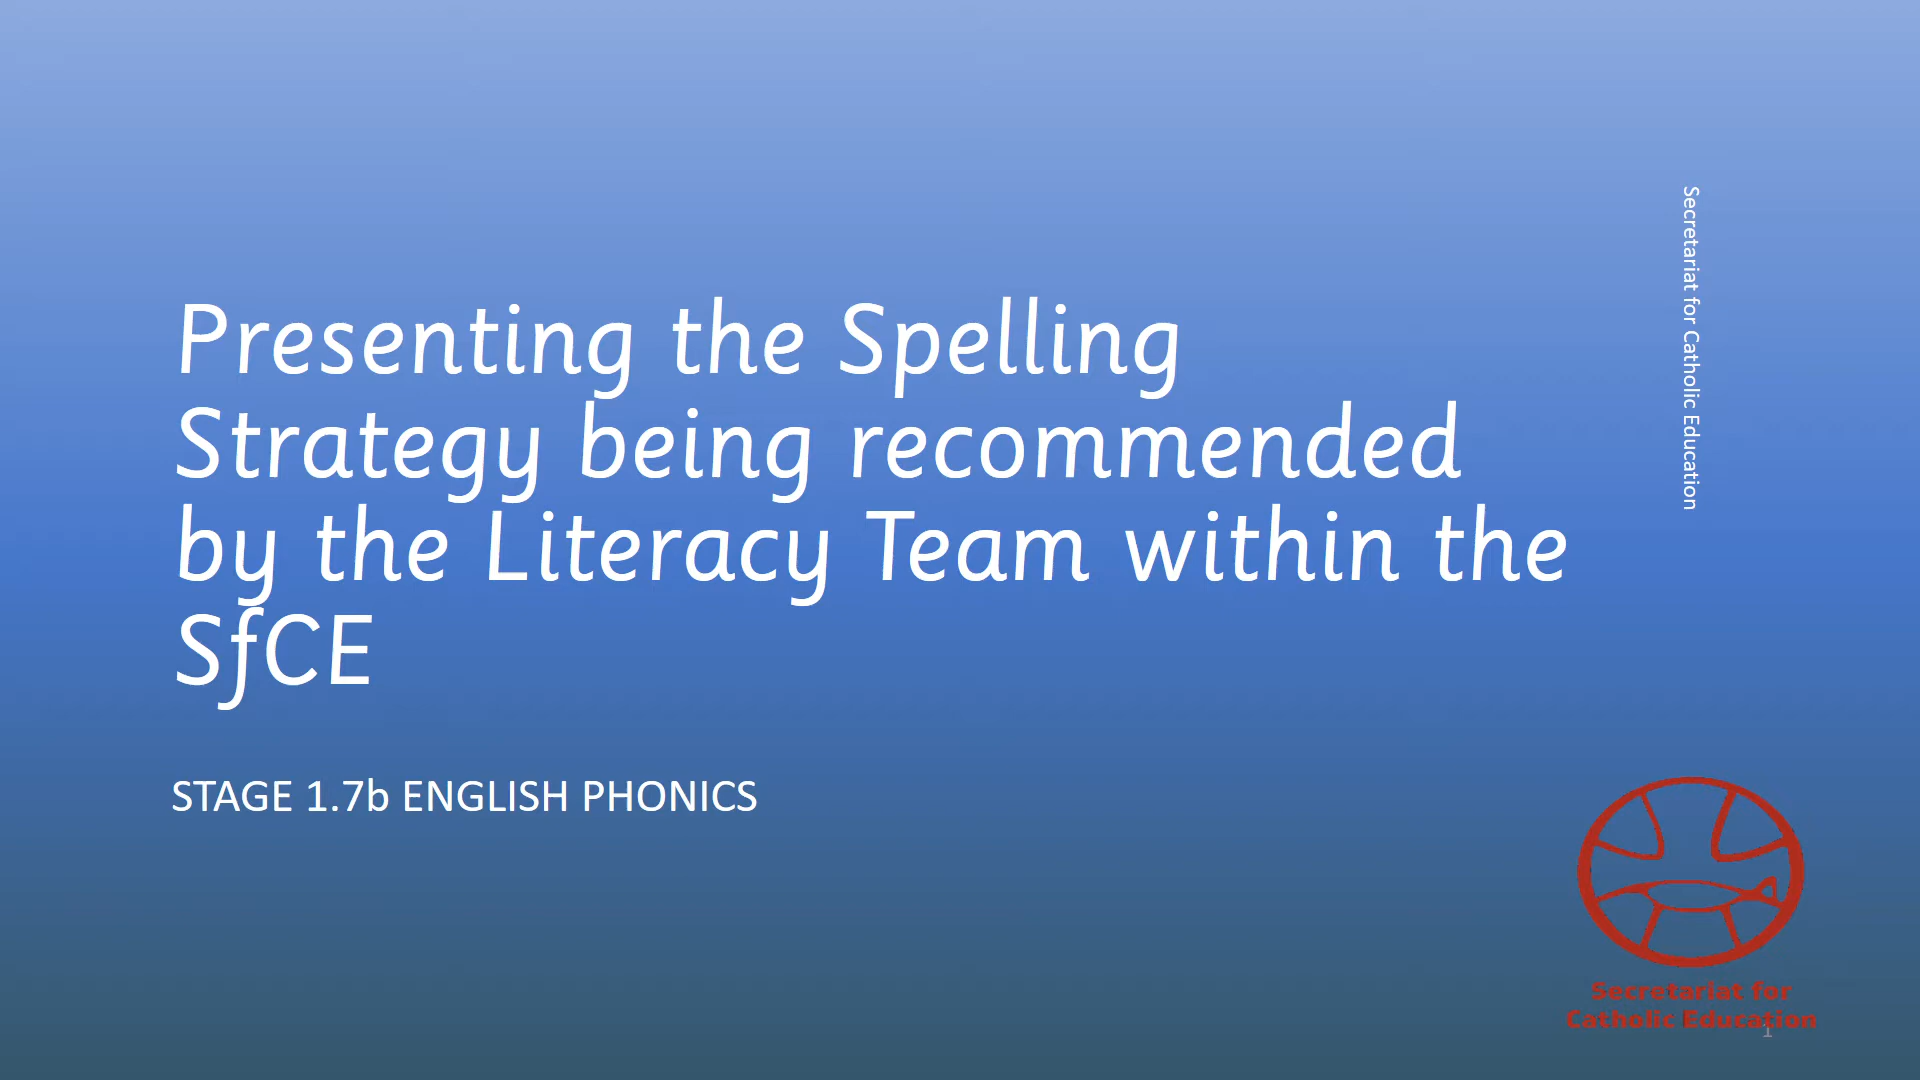 Secretariat for Catholic Education
Presenting the Spelling
Strategy being recommended
by the Literacy Team within the
SfCE
STAGE 1.7b ENGLISH PHONICS
Secretariat for
Catholic Education
1